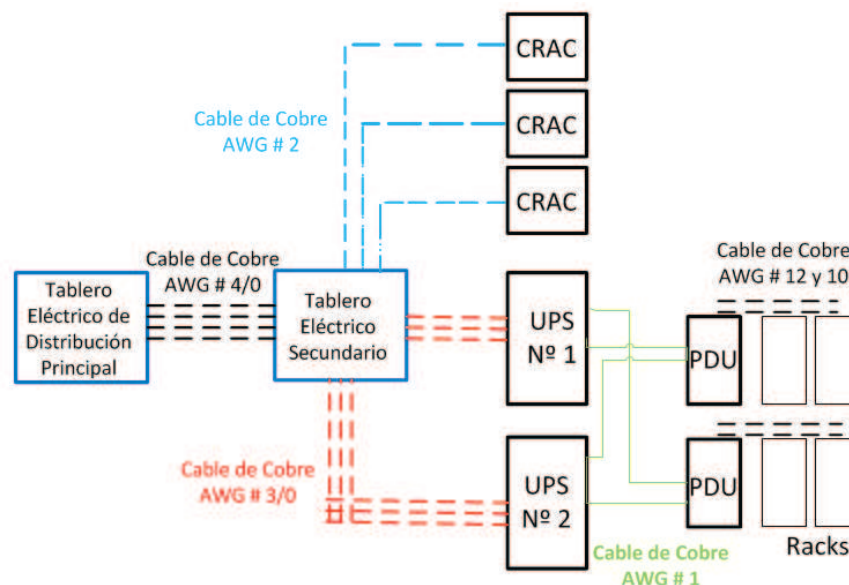 CRAC
Cable de Cobre
AWG # 2
CRAC
CRAC
Cable de Cobre
AWG # 4/0
Cable de Cobre
AWG # 12 y 10
Tablero
Eléctrico de
Distribución
Principal
Tablero
Eléctrico
Secundario
UPS
Nº 1
PDU
Cable de Cobre
AWG # 3/0
UPS
Nº 2
PDU
Racks
Cable de Cobre
AWG # 1